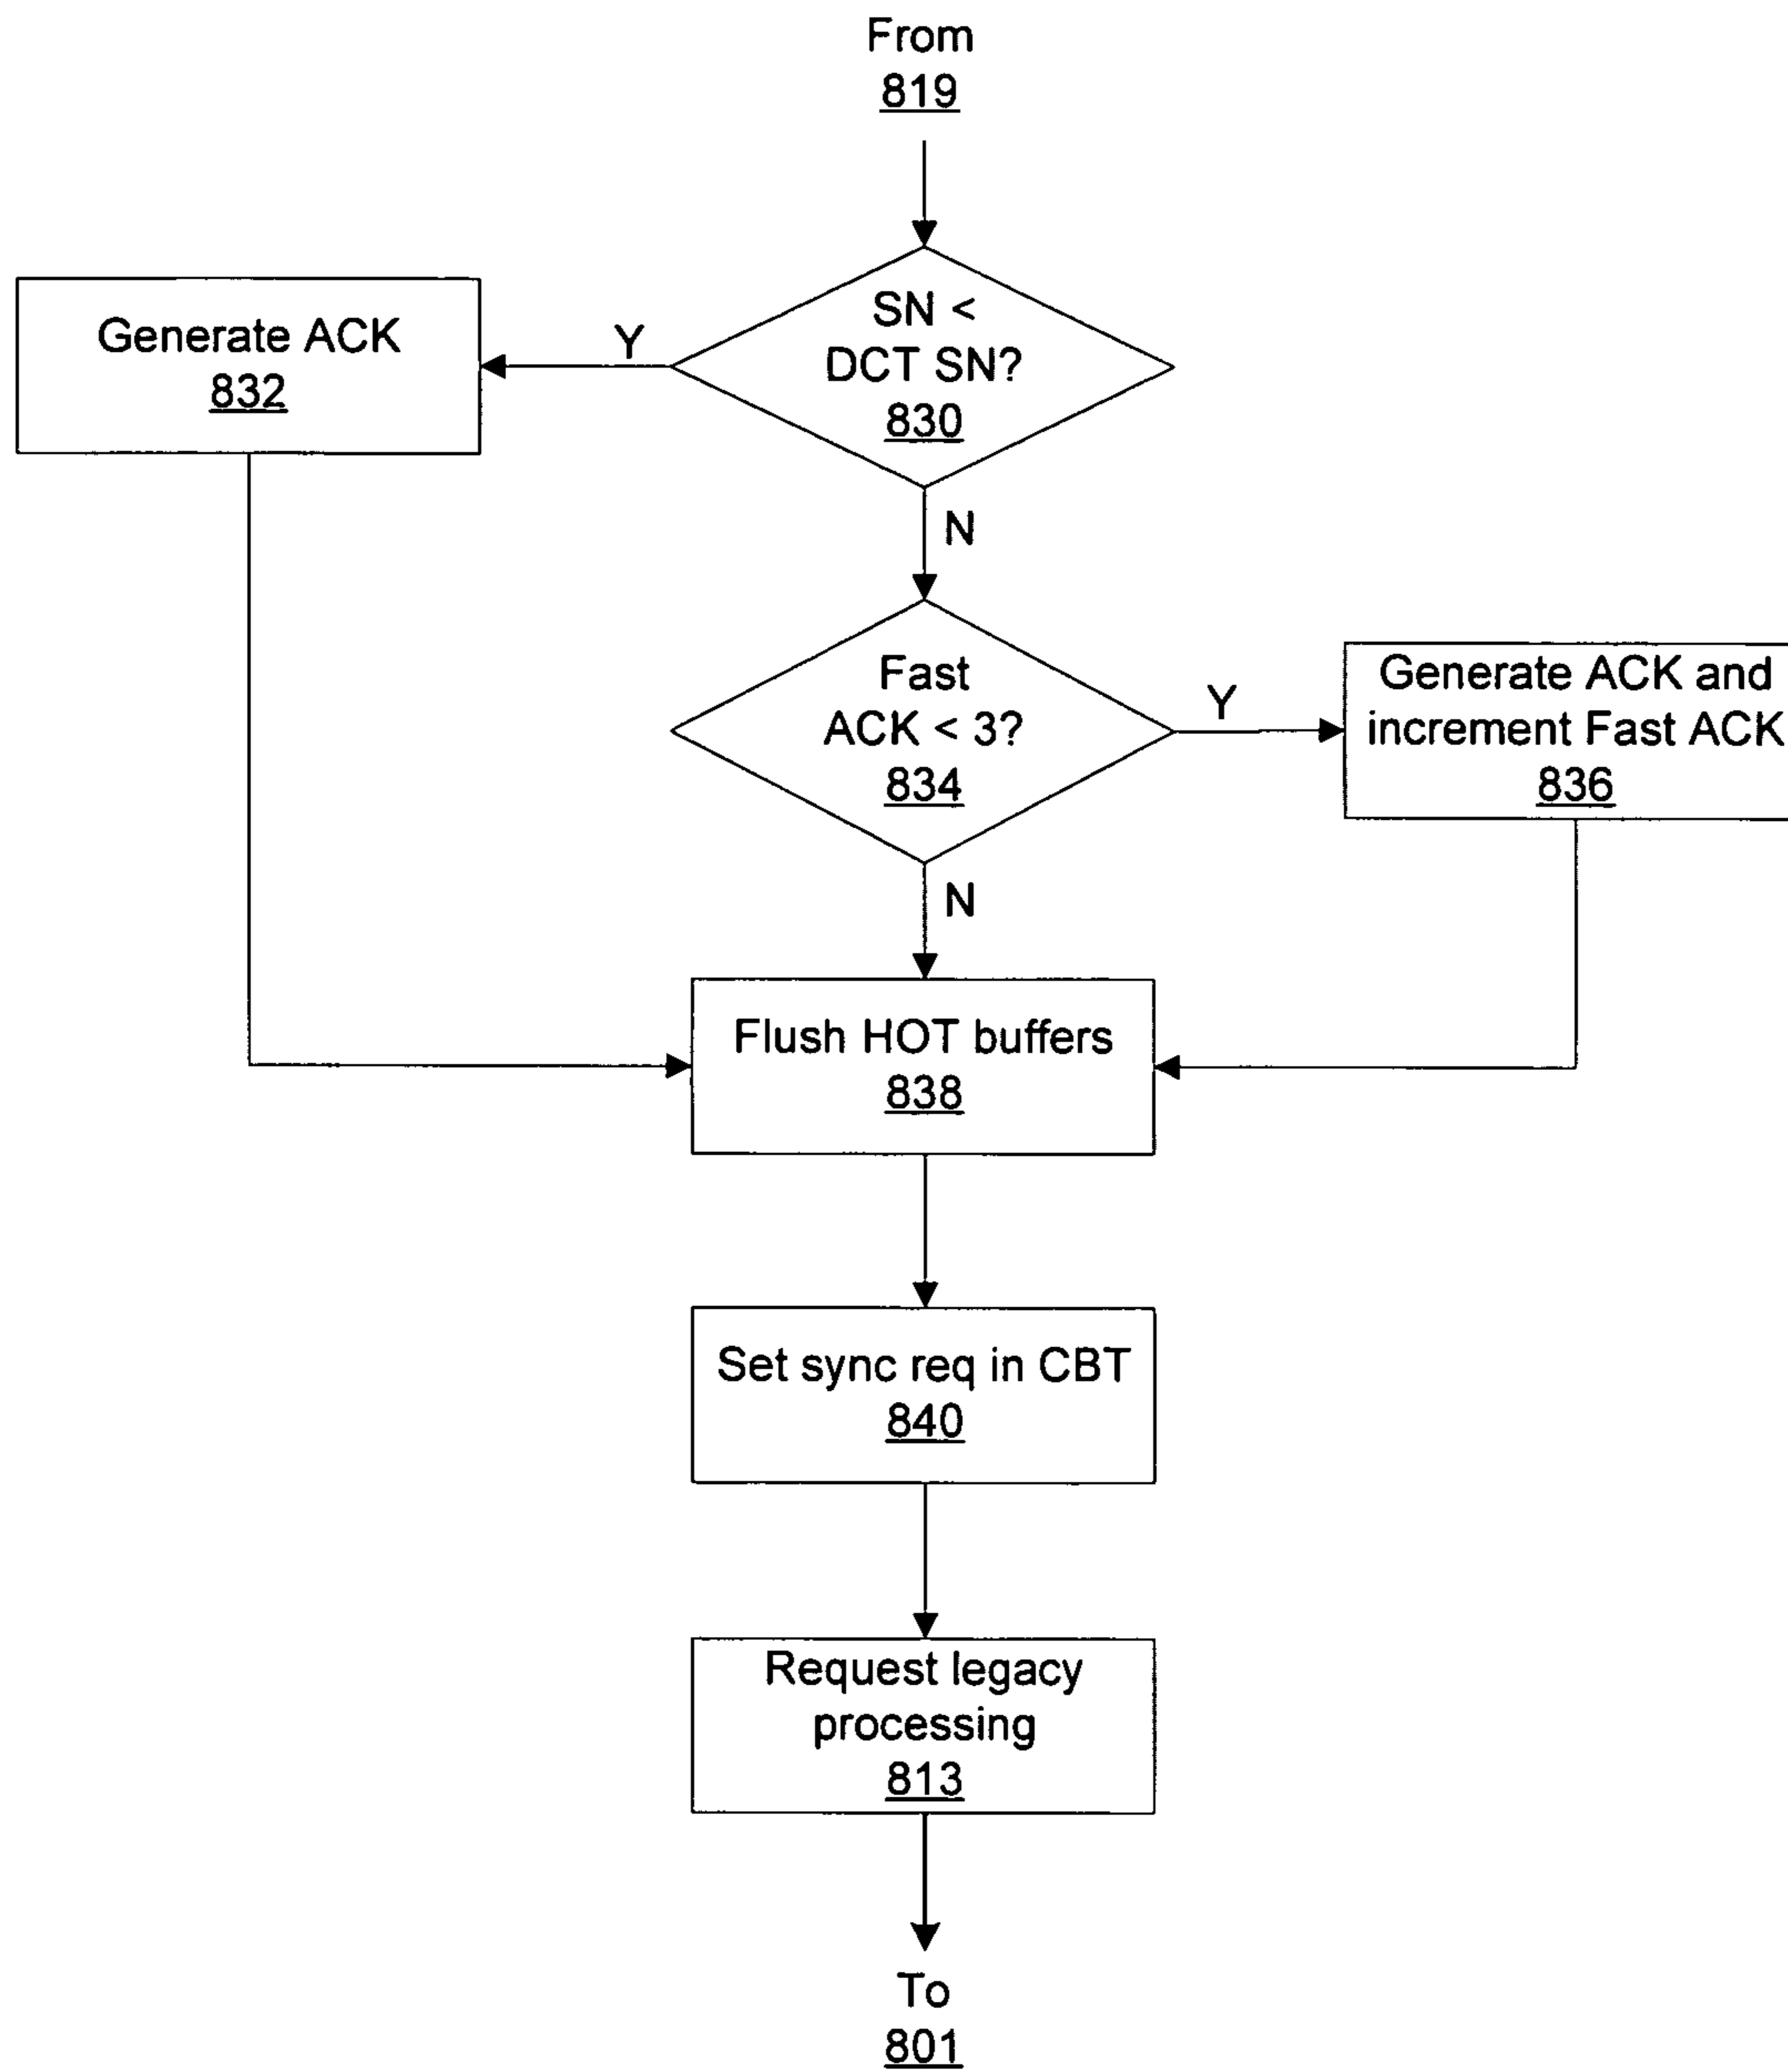 From
819
SN <
DCT SN?
830
Y
Generate ACK
832
N
Fast
ACK < 3?
834
Y
Generate ACK and
increment Fast ACK
836
N
Flush HOT buffers
838
Set sync req in CBT
840
Request legacy
processing
813
To
801